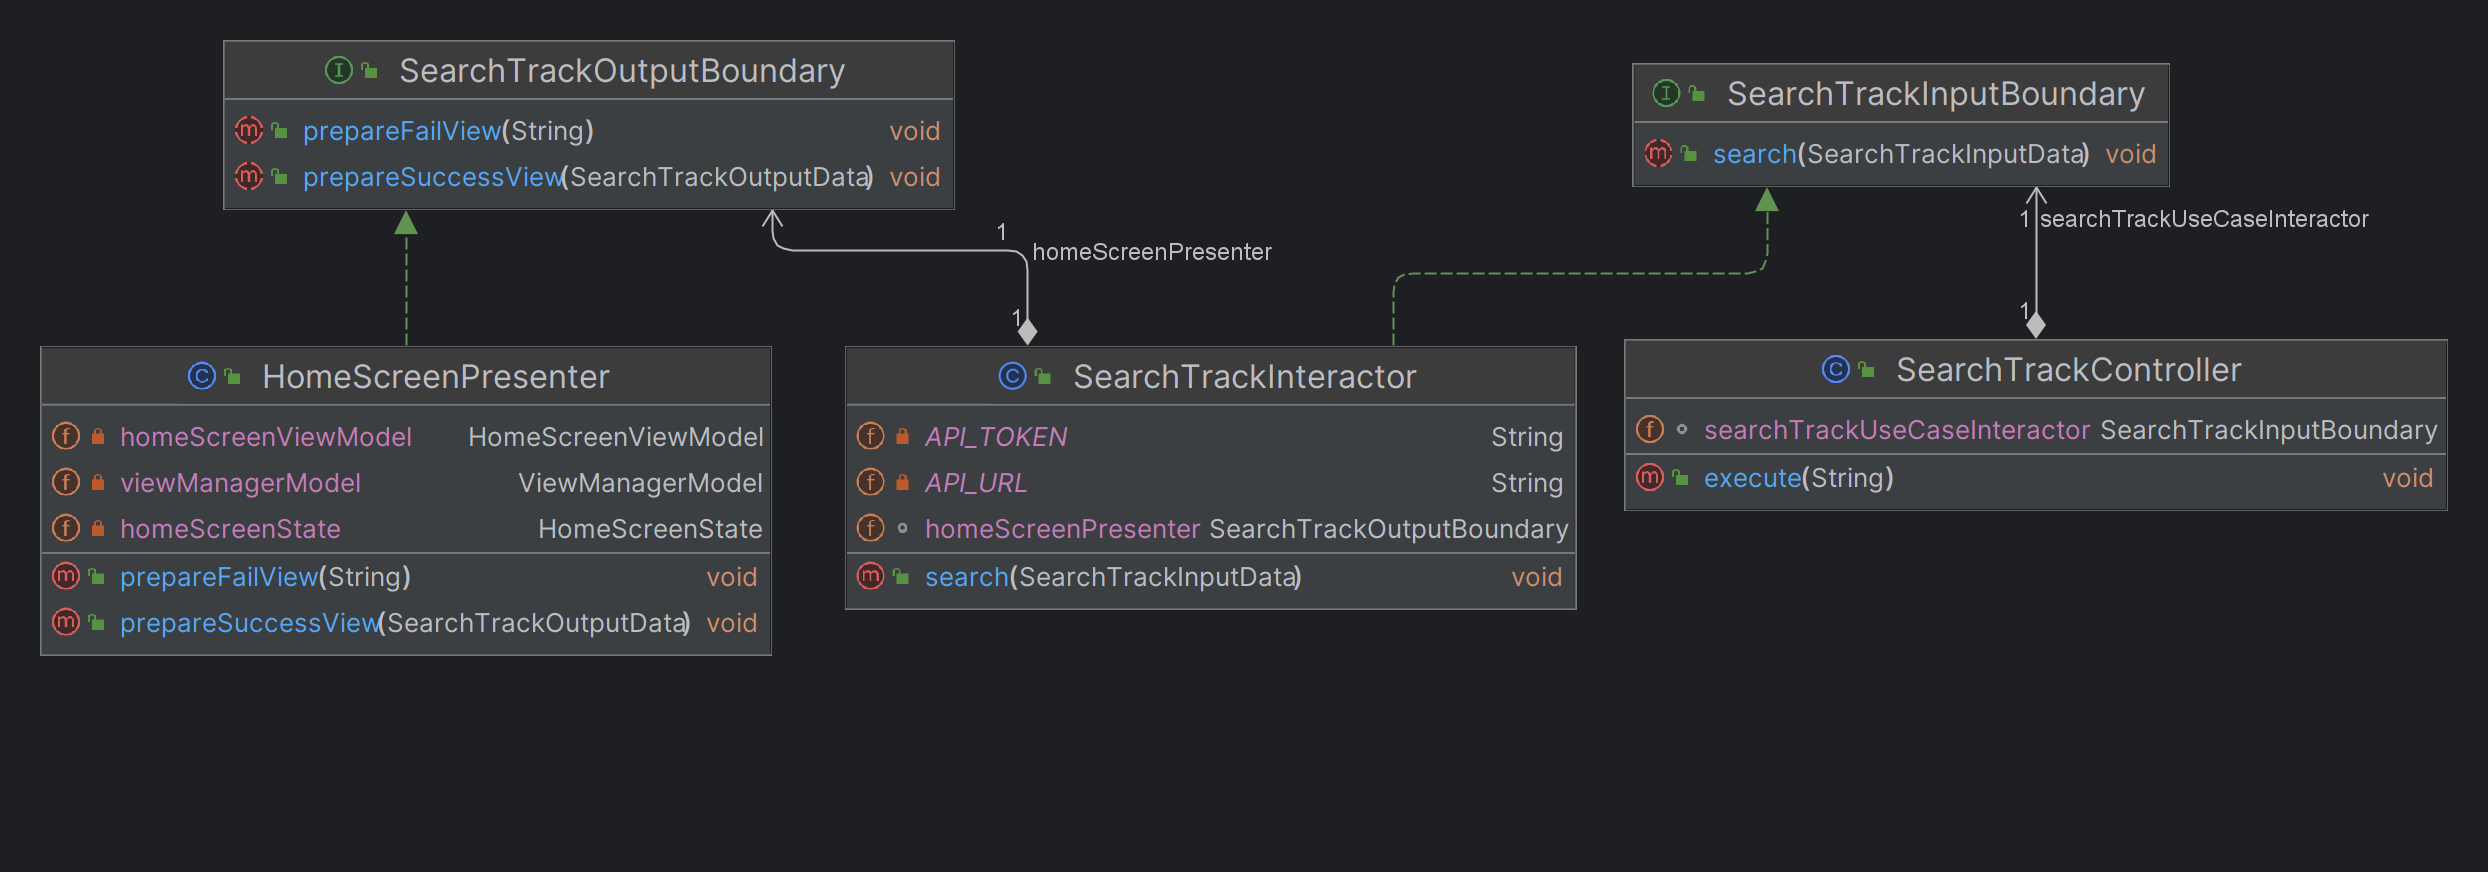 SearchTrackOutputBoundary
prepareFailView(String) void
prepareSuccessView(SearchTrackOutputData) void
SearchTrackInputBoundary
search(SearchTrackInputData) void
1 searchTrackUseCaseInteractor
1
homeScreenPresenter
1
1
HomeScreenPresenter
homeScreenViewModel HomeScreenViewModel
viewManagerModel ViewManagerModel
homeScreenState HomeScreenState
prepareFailView(String) void
prepareSuccessView(SearchTrackOutputData) void
SearchTrackInteractor
API_TOKEN String
API_URL String
homeScreenPresenter SearchTrackOutputBoundary
search(SearchTrackInputData) void
SearchTrackController
searchTrackUseCaseInteractor SearchTrackInputBoundary
execute(String) void